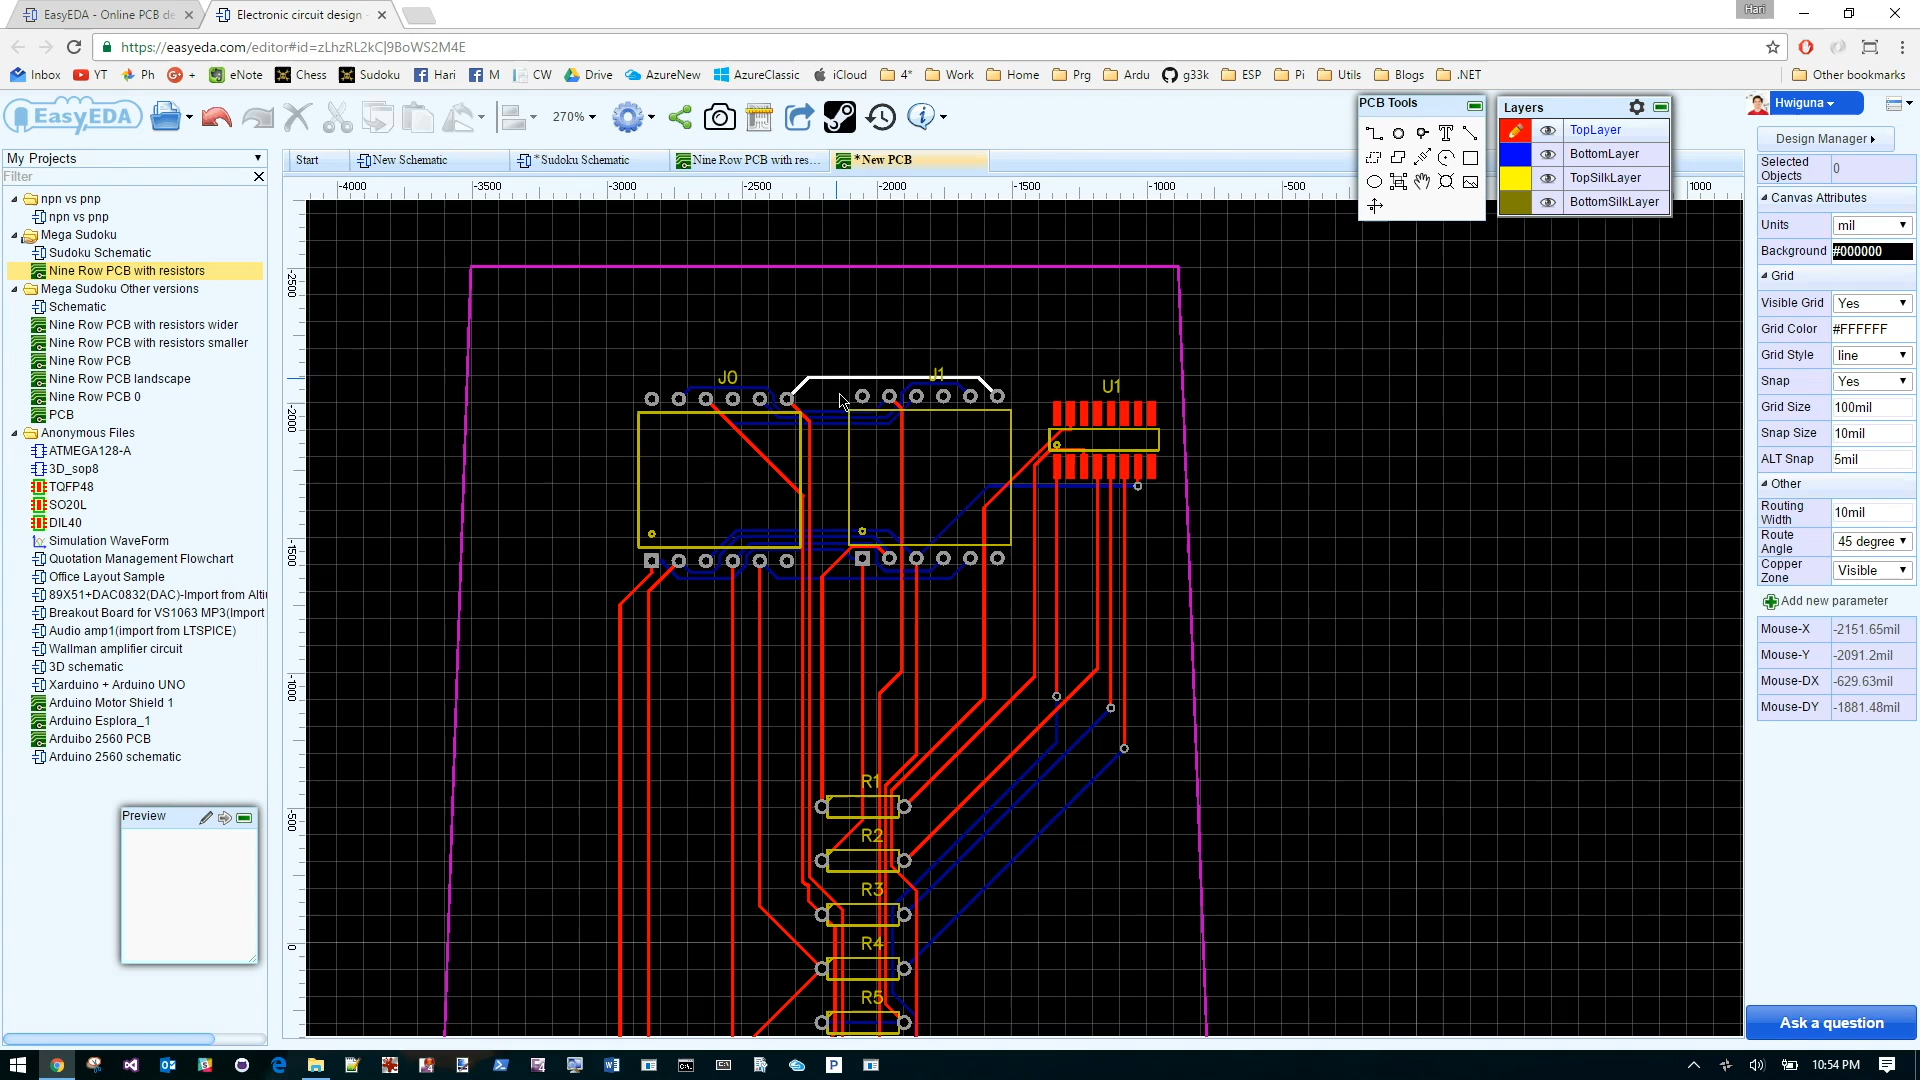 EasyEDA - Online PCB de
Electronic circuit design -
Hari
https://easyeda.com/editor#id=zLhzRL2kC|9BoWS2M4E
Inbox YT Ph + eNote Chess Sudoku Hari M CW Drive AzureNew AzureClassic iCloud 4* Work Home Prg Ardu g33k ESP Pi Utils Blogs .NET Other bookmarks
EasyEDA
270%
PCB Tools
Layers
TopLayer
BottomLayer
TopSilkLayer
BottomSilkLayer
Hwiguna
Design Manager
My Projects
Filter
Start
New Schematic
*Sudoku Schematic
Nine Row PCB with res...
* New PCB
npn vs pnp
npn vs pnp
Mega Sudoku
Sudoku Schematic
Nine Row PCB with resistors
Mega Sudoku Other versions
Schematic
Nine Row PCB with resistors wider
Nine Row PCB with resistors smaller
Nine Row PCB
Nine Row PCB landscape
Nine Row PCB 0
PCB
Anonymous Files
ATMEGA128-A
3D_sop8
TQFP48
SO20L
DIL40
Simulation WaveForm
Quotation Management Flowchart
Office Layout Sample
89X51+DAC0832(DAC)-Import from Alti
Breakout Board for VS1063 MP3(Import
Audio amp1(import from LTSPICE)
Wallman amplifier circuit
3D schematic
Xarduino + Arduino UNO
Arduino Motor Shield 1
Arduino Esplora_1
Arduibo 2560 PCB
Arduino 2560 schematic
Preview
-4000 -3500 -3000 -2500 -2000 -1500 -1000 -500 1000
-2500
-2000
-1500
-1000
-500
0
J0
J1
U1
R1
R2
R3
R4
R5
Selected Objects 0
Canvas Attributes
Units mil
Background #000000
Grid
Visible Grid Yes
Grid Color #FFFFFF
Grid Style line
Snap Yes
Grid Size 100mil
Snap Size 10mil
ALT Snap 5mil
Other
Routing Width 10mil
Route Angle 45 degree
Copper Zone Visible
Add new parameter
Mouse-X -2151.65mil
Mouse-Y -2091.2mil
Mouse-DX -629.63mil
Mouse-DY -1881.48mil
Ask a question
10:54 PM